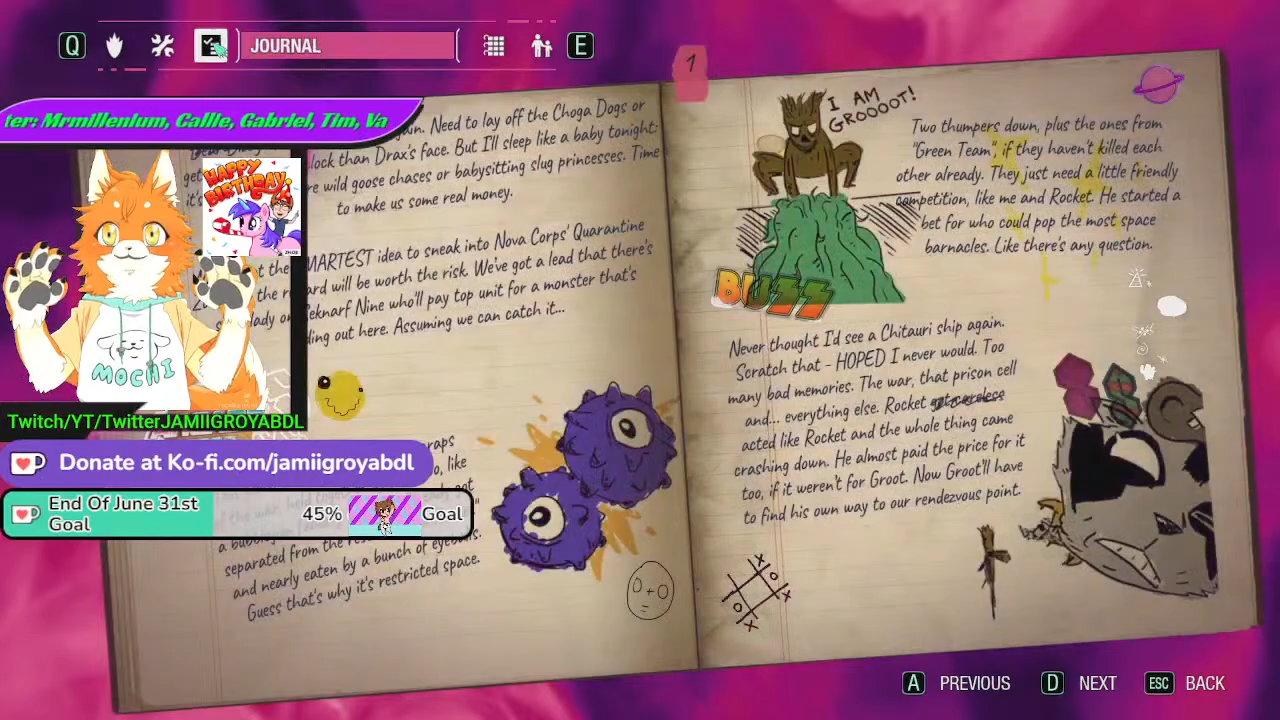 Q
JOURNAL
E
1
ter: Mrmillenium, Callie, Gabriel, Tim, Va
HAPPY
BIRTHDAY
MOCHI
Twitch/YT/TwitterJAMIIGROYABDL
Donate at Ko-fi.com/jamiigroyabdl
End Of June 31st
Goal
45%
Goal
Need to lay off the Choga Dogs or
lock than Drax's face. But I'll sleep like a baby tonight:
wild goose chases or babysitting slug princesses. Time
to make us some real money.
idea to sneak into Nova Corps' Quarantine
will be worth the risk. We've got a lead that there's
Nine who'll pay top unit for a monster that's
out here. Assuming we can catch it...
like
separated from the
and nearly eaten by a bunch of eyeballs.
Guess that's why it's restricted space.
I AM
GROOOT!
Two thumpers down, plus the ones from
"Green Team", if they haven't killed each
other already. They just need a little friendly
competition, like me and Rocket. He started a
bet for who could pop the most space
barnacles. Like there's any question.
BUZZ
Never thought I'd see a Chitauri ship again.
Scratch that - HOPED I never would. Too
many bad memories. The war, that prison cell
and... everything else. Rocket got careless
acted like Rocket and the whole thing came
crashing down. He almost paid the price for it
too, if it weren't for Groot. Now Groot'll have
to find his own way to our rendezvous point.
A PREVIOUS D NEXT ESC BACK